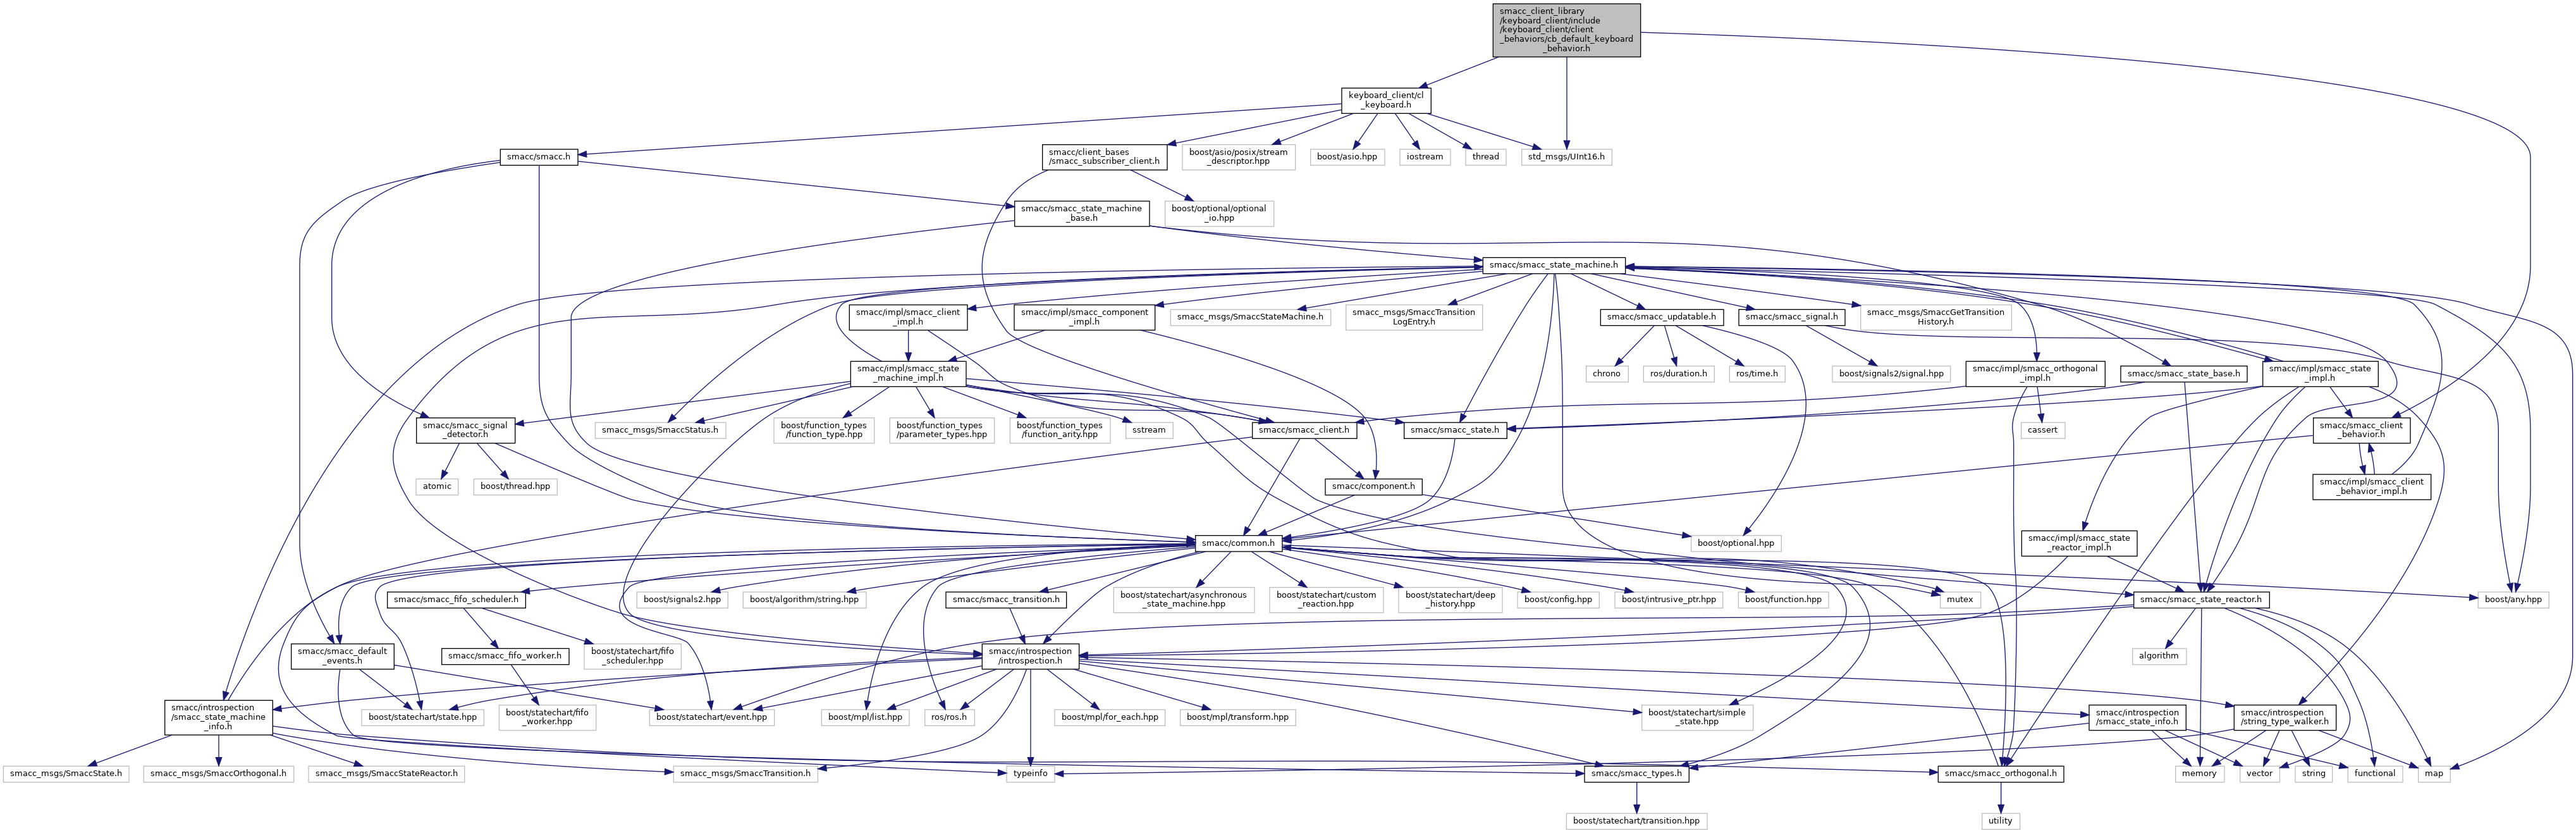 smacc_client_library
/keyboard_client/include
/keyboard_client/client
_behaviors/cb_default_keyboard
_behavior.h
keyboard_client/cl
_keyboard.h
smacc/smacc.h
smacc/client_bases
/smacc_subscriber_client.h
boost/asio/posix/stream
_descriptor.hpp
boost/asio.hpp
iostream
thread
std_msgs/UInt16.h
smacc/smacc_state_machine
_base.h
boost/optional/optional
_io.hpp
smacc/smacc_state_machine.h
smacc/impl/smacc_client
_impl.h
smacc/impl/smacc_component
_impl.h
smacc_msgs/SmaccStateMachine.h
smacc_msgs/SmaccTransition
LogEntry.h
smacc/smacc_updatable.h
smacc/smacc_signal.h
smacc_msgs/SmaccGetTransition
History.h
smacc/impl/smacc_state
_machine_impl.h
chrono
ros/duration.h
ros/time.h
boost/signals2/signal.hpp
smacc/impl/smacc_orthogonal
_impl.h
smacc/smacc_state_base.h
smacc/impl/smacc_state
_impl.h
smacc/smacc_signal
_detector.h
smacc_msgs/SmaccStatus.h
boost/function_types
/function_type.hpp
boost/function_types
/parameter_types.hpp
boost/function_types
/function_arity.hpp
sstream
smacc/smacc_client.h
smacc/smacc_state.h
cassert
smacc/smacc_client
_behavior.h
atomic
boost/thread.hpp
smacc/component.h
smacc/impl/smacc_client
_behavior_impl.h
smacc/common.h
boost/optional.hpp
smacc/impl/smacc_state
_reactor_impl.h
smacc/smacc_fifo_scheduler.h
boost/signals2.hpp
boost/algorithm/string.hpp
smacc/smacc_transition.h
boost/statechart/asynchronous
_state_machine.hpp
boost/statechart/custom
_reaction.hpp
boost/statechart/deep
_history.hpp
boost/config.hpp
boost/intrusive_ptr.hpp
boost/function.hpp
mutex
smacc/smacc_state_reactor.h
boost/any.hpp
smacc/smacc_default
_events.h
smacc/smacc_fifo_worker.h
boost/statechart/fifo
_scheduler.hpp
smacc/introspection
/introspection.h
algorithm
smacc/introspection
/smacc_state_machine
_info.h
boost/statechart/state.hpp
boost/statechart/fifo
_worker.hpp
boost/statechart/event.hpp
boost/mpl/list.hpp
ros/ros.h
boost/mpl/for_each.hpp
boost/mpl/transform.hpp
boost/statechart/simple
_state.hpp
smacc/introspection
/smacc_state_info.h
smacc/introspection
/string_type_walker.h
smacc_msgs/SmaccState.h
smacc_msgs/SmaccOrthogonal.h
smacc_msgs/SmaccStateReactor.h
smacc_msgs/SmaccTransition.h
typeinfo
smacc/smacc_types.h
smacc/smacc_orthogonal.h
memory
vector
string
functional
map
boost/statechart/transition.hpp
utility